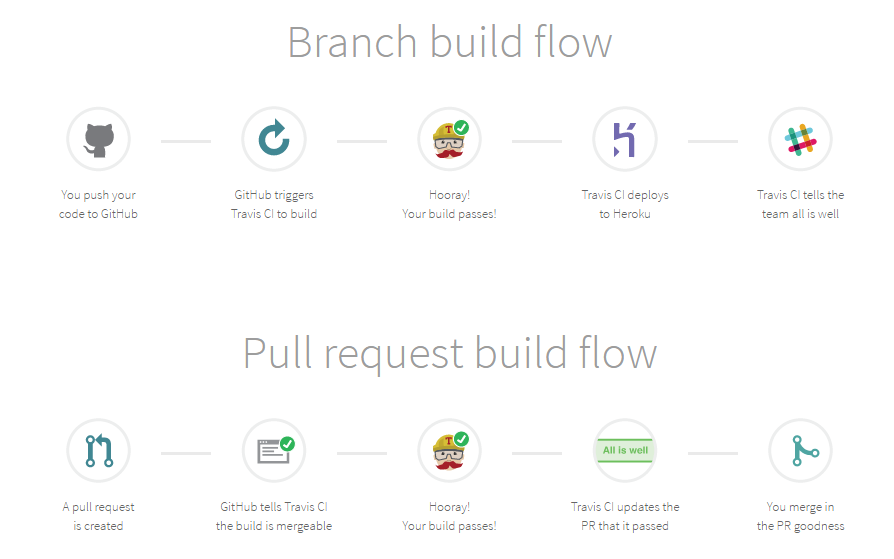 Branch build flow
You push your
code to GitHub
GitHub triggers
Travis CI to build
Hooray!
Your build passes!
Travis CI deploys
to Heroku
Travis CI tells the
team all is well
Pull request build flow
All is well
A pull request
is created
GitHub tells Travis CI
the build is mergeable
Hooray!
Your build passes!
Travis CI updates the
PR that it passed
You merge in
the PR goodness